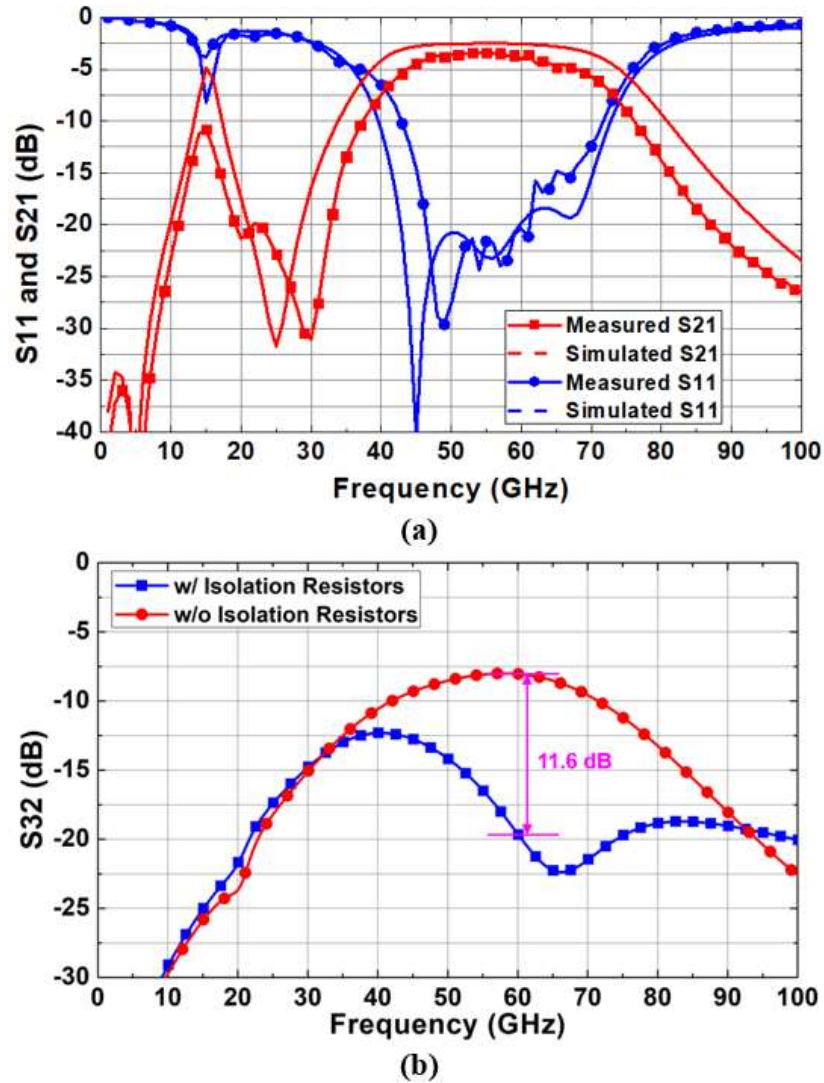 S11 and S21 (dB)
0
-5
-10
-15
-20
-25
-30
-35
-40
Measured S21
Simulated S21
Measured S11
Simulated S11
0 10 20 30 40 50 60 70 80 90 100
Frequency (GHz)
(a)
S32 (dB)
0
-5
-10
-15
-20
-25
-30
w/ Isolation Resistors
w/o Isolation Resistors
11.6 dB
0 10 20 30 40 50 60 70 80 90 100
Frequency (GHz)
(b)